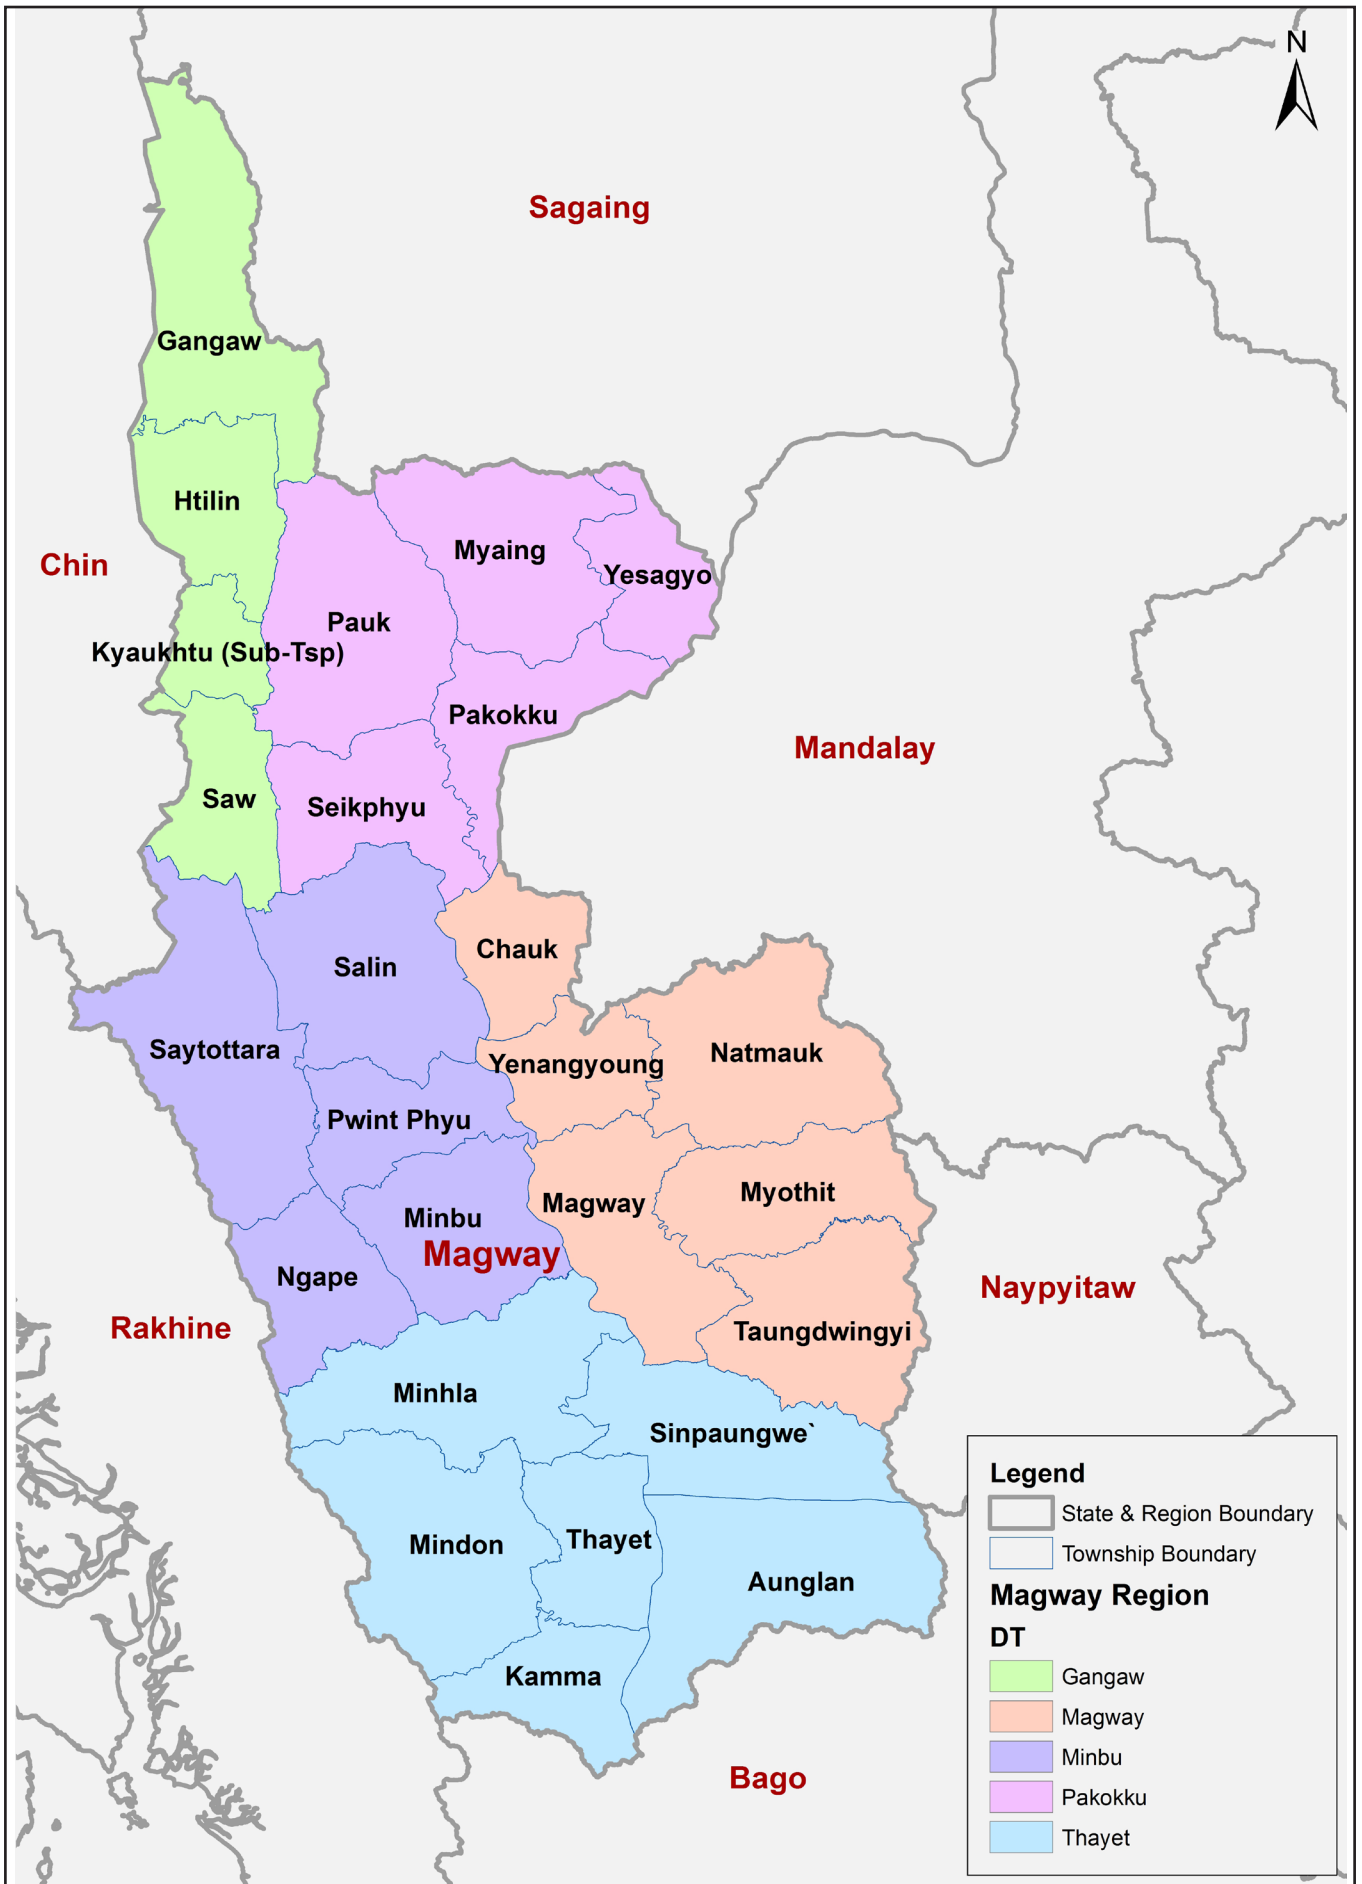 N
Sagaing
Gangaw
Htilin
Myaing
Chin
Yesagyo
Pauk
Kyaukhtu (Sub-Tsp)
Pakokku
Mandalay
Saw
Seikphyu
Chauk
Salin
Saytottara
Natmauk
Yenangyoung
Pwint Phyu
Myothit
Magway
Minbu
Magway
Ngape
Naypyitaw
Rakhine
Taungdwingyi
Minhla
Sinpaungwe`
Mindon
Thayet
Aunglan
Kamma
Bago
Legend
State & Region Boundary
Township Boundary
Magway Region
DT
Gangaw
Magway
Minbu
Pakokku
Thayet